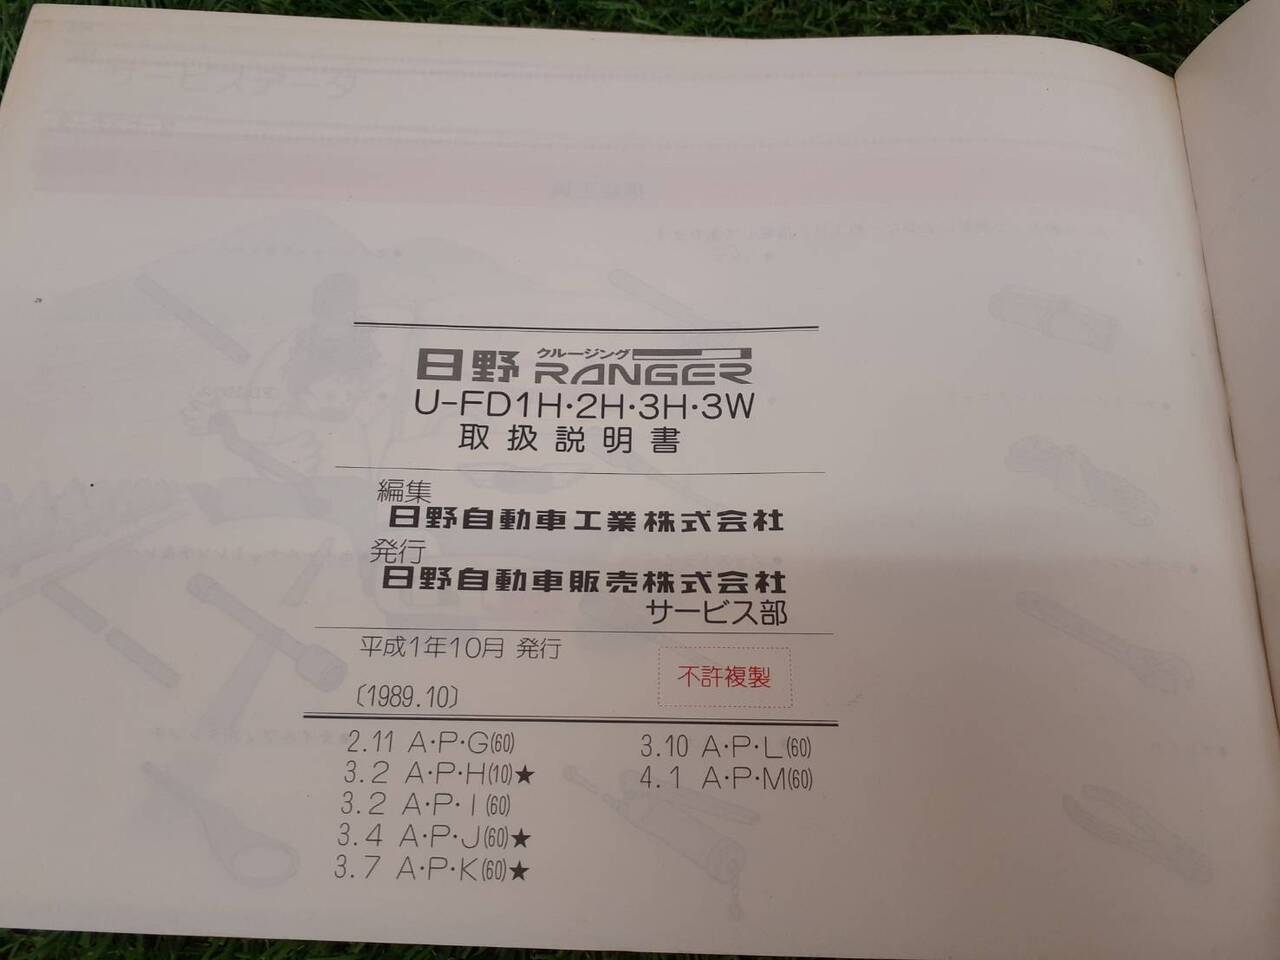 日野 クルージング RANGER
U-FD1H・2H・3H・3W
取扱説明書
編集
日野自動車工業株式会社
発行
日野自動車販売株式会社
サービス部
平成1年10月 発行
〔1989.10〕
不許複製
2.11 A・P・G(60)
3.2 A・P・H(10)★
3.2 A・P・I(60)
3.4 A・P・J(60)★
3.7 A・P・K(60)★
3.10 A・P・L(60)
4.1 A・P・M(60)